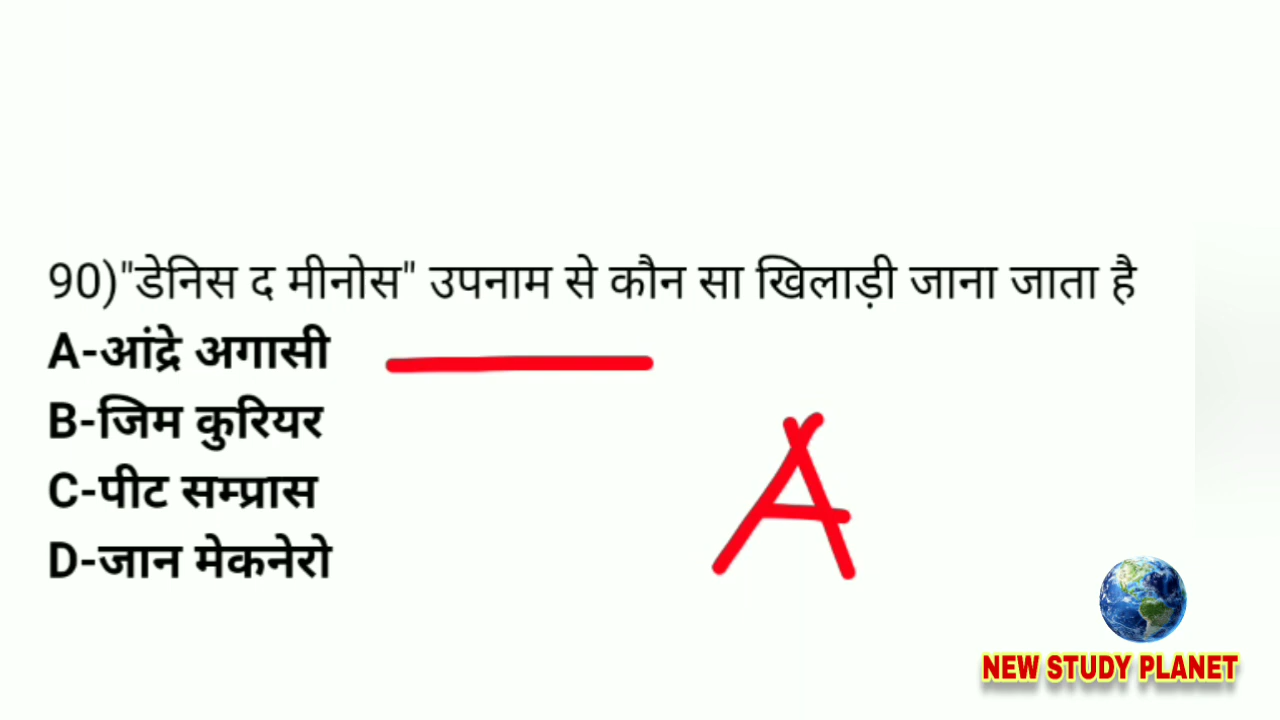 90)"डेनिस द मीनोस" उपनाम से कौन सा खिलाड़ी जाना जाता है
A-आंद्रे अगासी
B-जिम कुरियर
C-पीट सम्प्रास
D-जान मेकनेरो
A
NEW STUDY PLANET